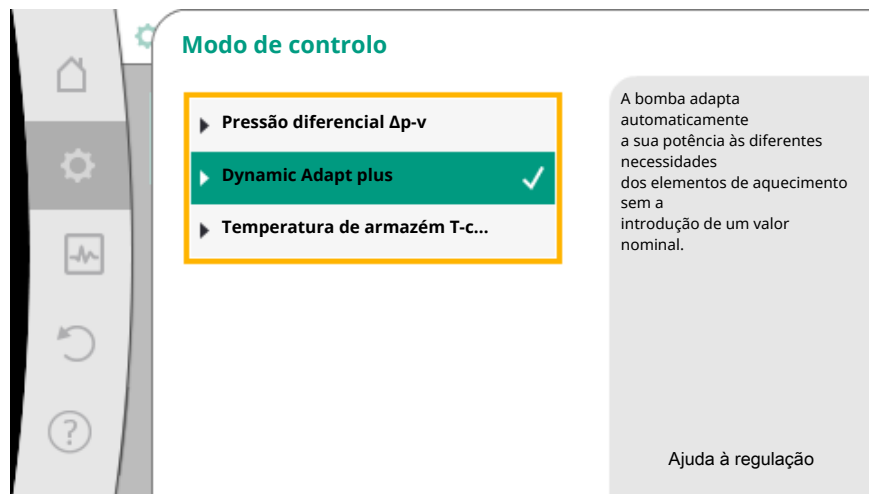 Modo de controlo
Pressão diferencial Δp-v
Dynamic Adapt plus
Temperatura de armazém T-c...
A bomba adapta
automaticamente
a sua potência às diferentes
necessidades
dos elementos de aquecimento
sem a
introdução de um valor
nominal.
Ajuda à regulação
?